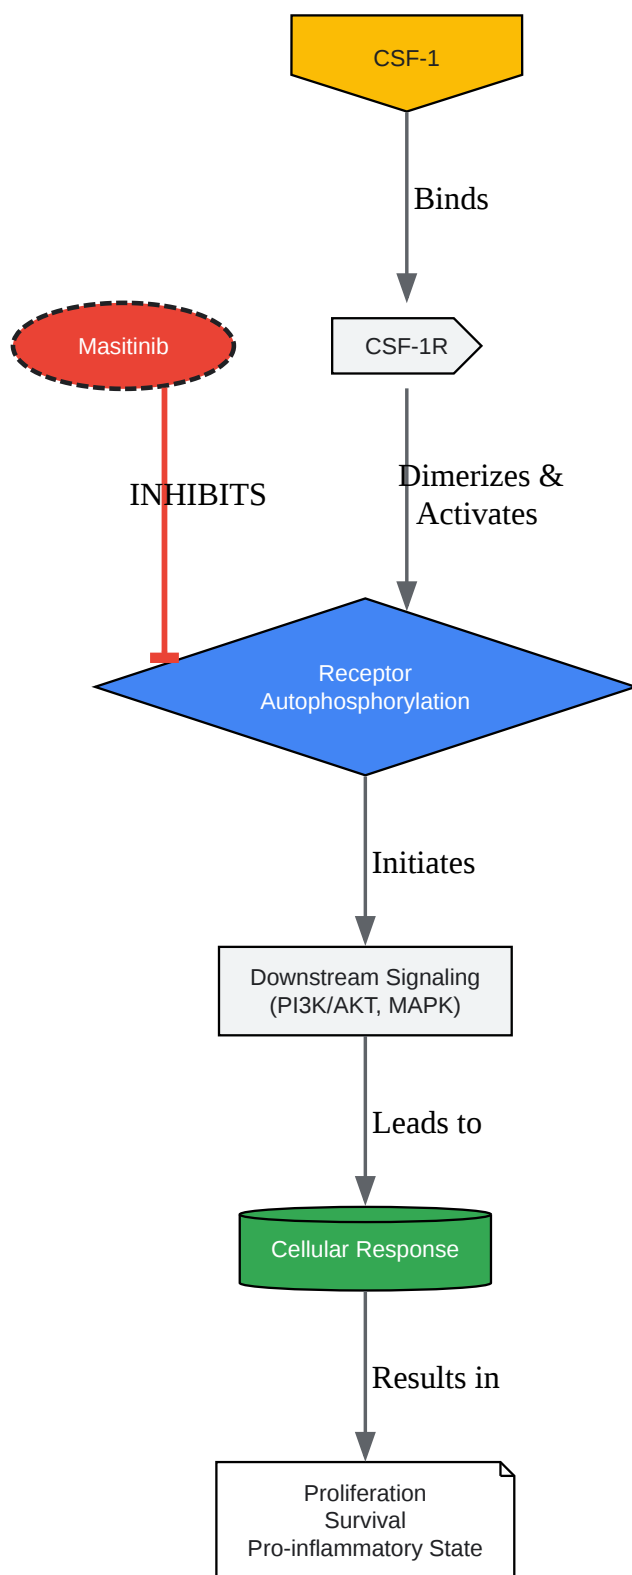 CSF-1
Binds
Masitinib
CSF-1R
INHIBITS
Dimerizes &
Activates
Receptor
Autophosphorylation
Initiates
Downstream Signaling
(PI3K/AKT, MAPK)
Leads to
Cellular Response
Results in
Proliferation
Survival
Pro-inflammatory State